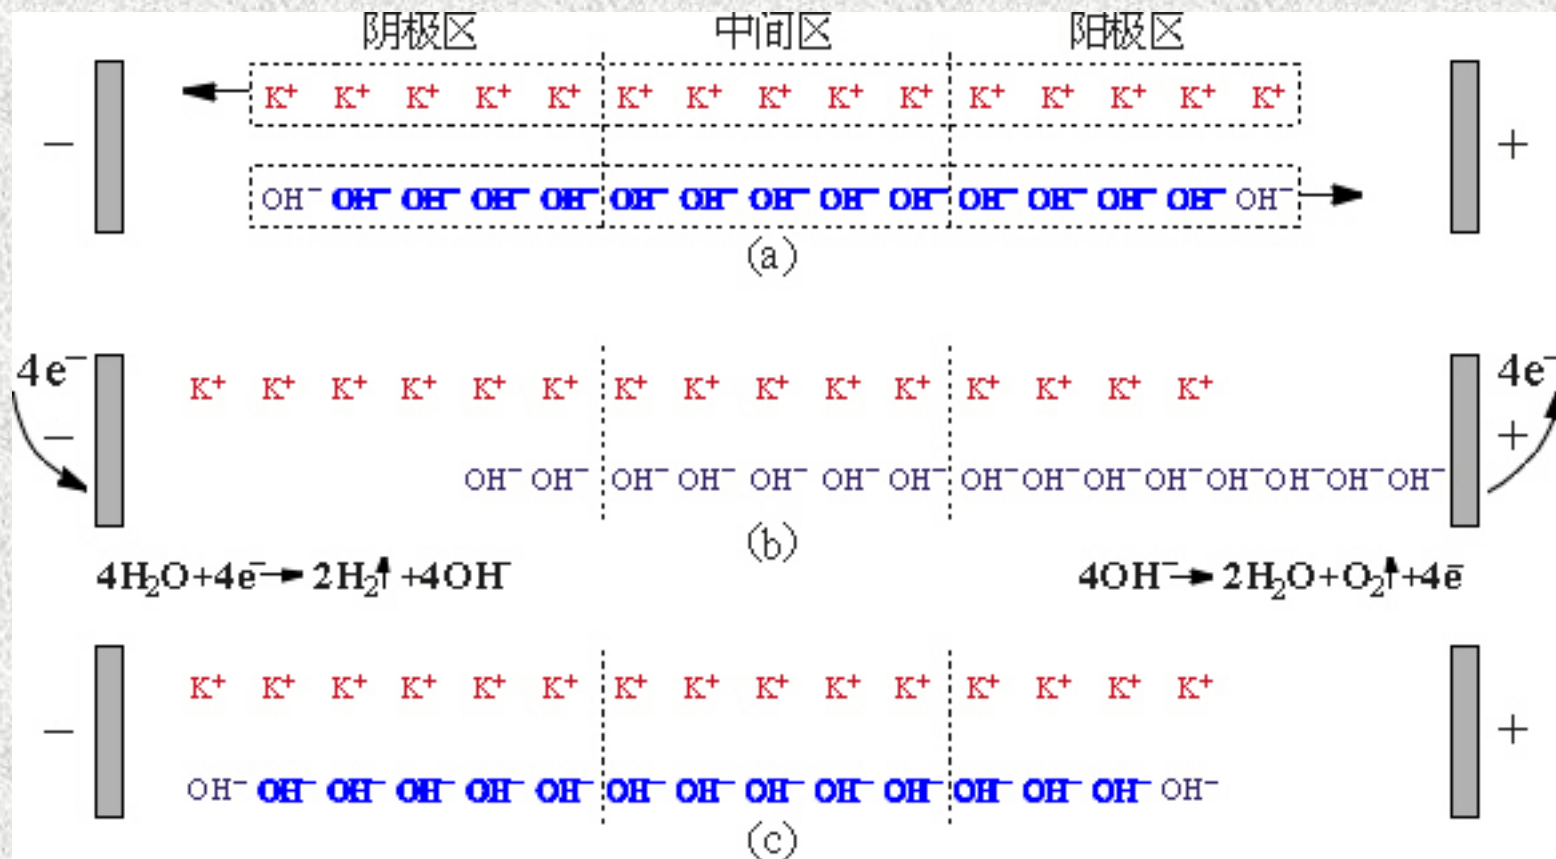 阴极区 中间区 阳极区
K⁺ K⁺ K⁺ K⁺ K⁺ K⁺ K⁺ K⁺ K⁺ K⁺ K⁺ K⁺ K⁺ K⁺ K⁺
− +
OH⁻ OH⁻ OH⁻ OH⁻ OH⁻ OH⁻ OH⁻ OH⁻ OH⁻ OH⁻ OH⁻ OH⁻ OH⁻ OH⁻ OH⁻
(a)
4e⁻ K⁺ K⁺ K⁺ K⁺ K⁺ K⁺ K⁺ K⁺ K⁺ K⁺ K⁺ K⁺ K⁺ K⁺ K⁺ 4e⁻
− +
OH⁻ OH⁻ OH⁻ OH⁻ OH⁻ OH⁻ OH⁻ OH⁻ OH⁻ OH⁻ OH⁻ OH⁻ OH⁻ OH⁻ OH⁻
(b)
4H₂O+4e⁻→2H₂↑+4OH⁻ 4OH⁻→2H₂O+O₂↑+4e⁻
K⁺ K⁺ K⁺ K⁺ K⁺ K⁺ K⁺ K⁺ K⁺ K⁺ K⁺ K⁺ K⁺ K⁺ K⁺
− +
OH⁻ OH⁻ OH⁻ OH⁻ OH⁻ OH⁻ OH⁻ OH⁻ OH⁻ OH⁻ OH⁻ OH⁻ OH⁻ OH⁻ OH⁻
(c)